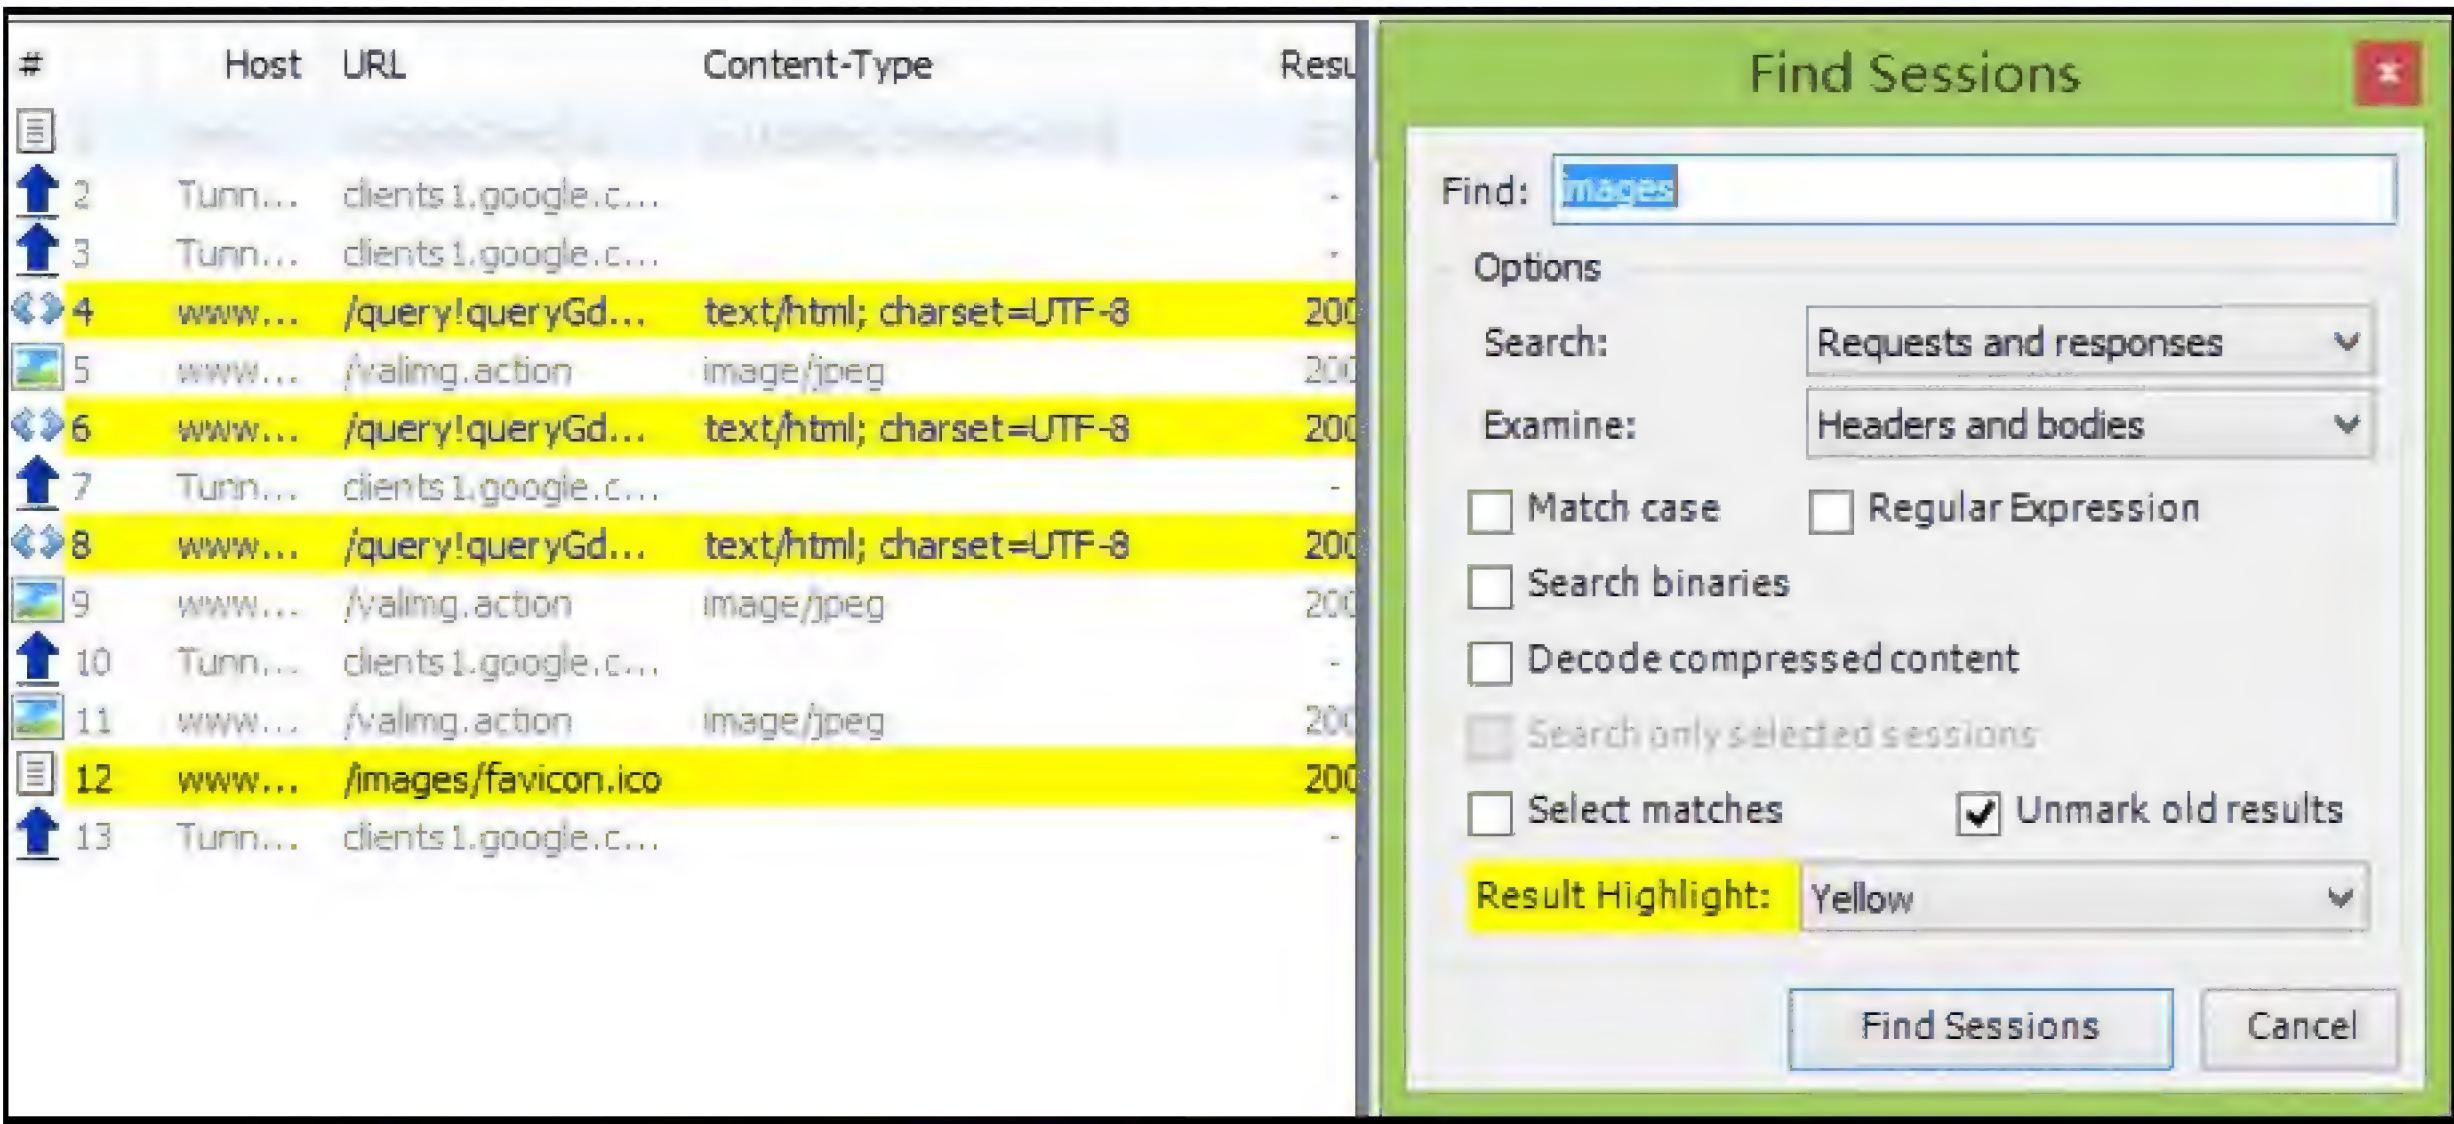 # Host URL Content-Type Resu
2 Tunn... clients1.google.c... -
3 Tunn... clients1.google.c... -
4 www... /query!queryGd... text/html; charset=UTF-8 200
5 www... /valimg.action image/jpeg 200
6 www... /query!queryGd... text/html; charset=UTF-8 200
7 Tunn... clients1.google.c... -
8 www... /query!queryGd... text/html; charset=UTF-8 200
9 www... /valimg.action image/jpeg 200
10 Tunn... clients1.google.c... -
11 www... /valimg.action image/jpeg 200
12 www... /images/favicon.ico 200
13 Tunn... clients1.google.c... -
Find Sessions
Find: images
Options
Search: Requests and responses
Examine: Headers and bodies
Match case Regular Expression
Search binaries
Decode compressed content
Search only selected sessions
Select matches Unmark old results
Result Highlight: Yellow
Find Sessions Cancel